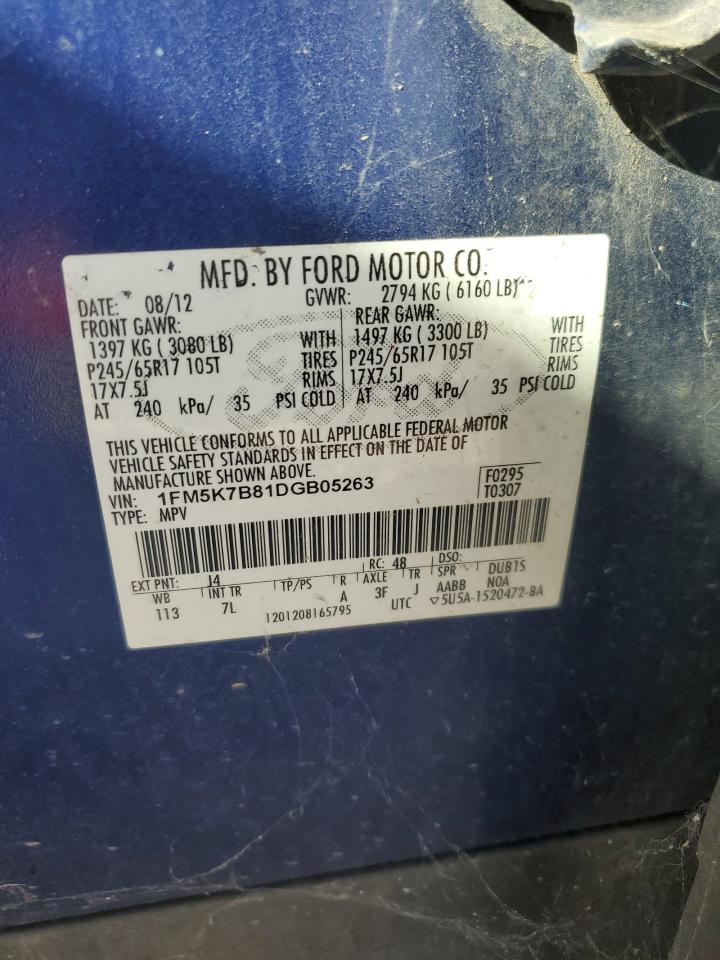 MFD. BY FORD MOTOR CO.
DATE: 08/12 GVWR: 2794 KG ( 6160 LB)
FRONT GAWR: REAR GAWR:
1397 KG ( 3080 LB) WITH 1497 KG ( 3300 LB) WITH
P245/65R17 105T TIRES P245/65R17 105T TIRES
17X7.5J RIMS 17X7.5J RIMS
AT 240 kPa/ 35 PSI COLD AT 240 kPa/ 35 PSI COLD
THIS VEHICLE CONFORMS TO ALL APPLICABLE FEDERAL MOTOR
VEHICLE SAFETY STANDARDS IN EFFECT ON THE DATE OF
MANUFACTURE SHOWN ABOVE.
VIN: 1FM5K7B81DGB05263 F0295
TYPE: MPV T0307
EXT PNT: J4 RC: 48 DSO:
WB INT TR TP/PS R AXLE TR SPR DUB1S
113 7L A 3F J AABB NOA
1201208165795 UTC ▽5U5A-1520472-BA